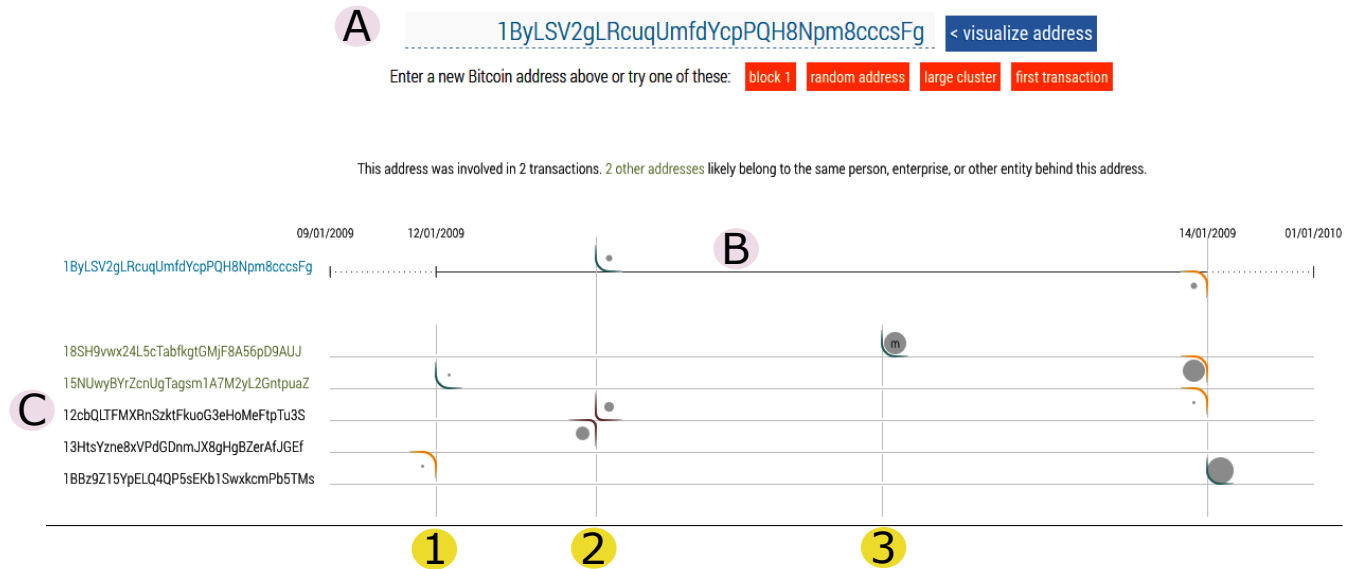 A
1ByLSV2gLRcuqUmfdYcpPQH8Npm8cccsFg < visualize address
Enter a new Bitcoin address above or try one of these: block 1 random address large cluster first transaction
This address was involved in 2 transactions. 2 other addresses likely belong to the same person, enterprise, or other entity behind this address.
09/01/2009 12/01/2009 14/01/2009 01/01/2010
B
1ByLSV2gLRcuqUmfdYcpPQH8Npm8cccsFg
18SH9vwx24L5cTabfkgtGMjF8A56pD9AUJ
m
15NUwyBYrZcnUgTagsm1A7M2yL2GntpuaZ
C
12cbQLTFMXRnSzktFkuoG3eHoMeFtpTu3S
13HtsYzne8xVPdGDnmJX8gHgBZerAfJGEf
1BBz9Z15YpELQ4QP5sEKb1SwxkcmPb5TMs
1 2 3